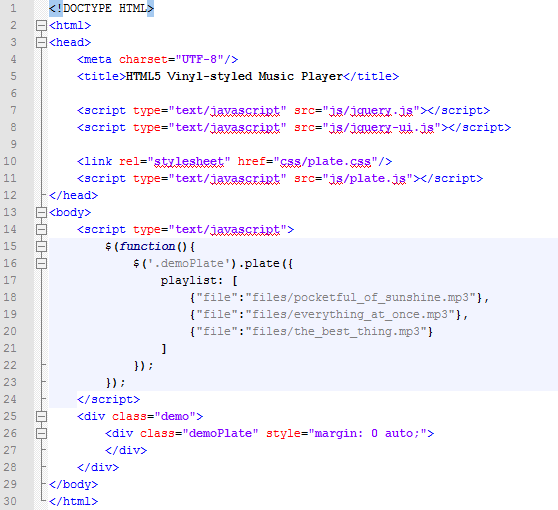 1 <!DOCTYPE HTML>
2 <html>
3 <head>
4 <meta charset="UTF-8"/>
5 <title>HTML5 Vinyl-styled Music Player</title>
6
7 <script type="text/javascript" src="js/jquery.js"></script>
8 <script type="text/javascript" src="js/jquery-ui.js"></script>
9
10 <link rel="stylesheet" href="css/plate.css"/>
11 <script type="text/javascript" src="js/plate.js"></script>
12 </head>
13 <body>
14 <script type="text/javascript">
15 $(function(){
16 $('.demoPlate').plate({
17 playlist: [
18 {"file":"files/pocketful_of_sunshine.mp3"},
19 {"file":"files/everything_at_once.mp3"},
20 {"file":"files/the_best_thing.mp3"}
21 ]
22 });
23 });
24 </script>
25 <div class="demo">
26 <div class="demoPlate" style="margin: 0 auto;">
27 </div>
28 </div>
29 </body>
30 </html>